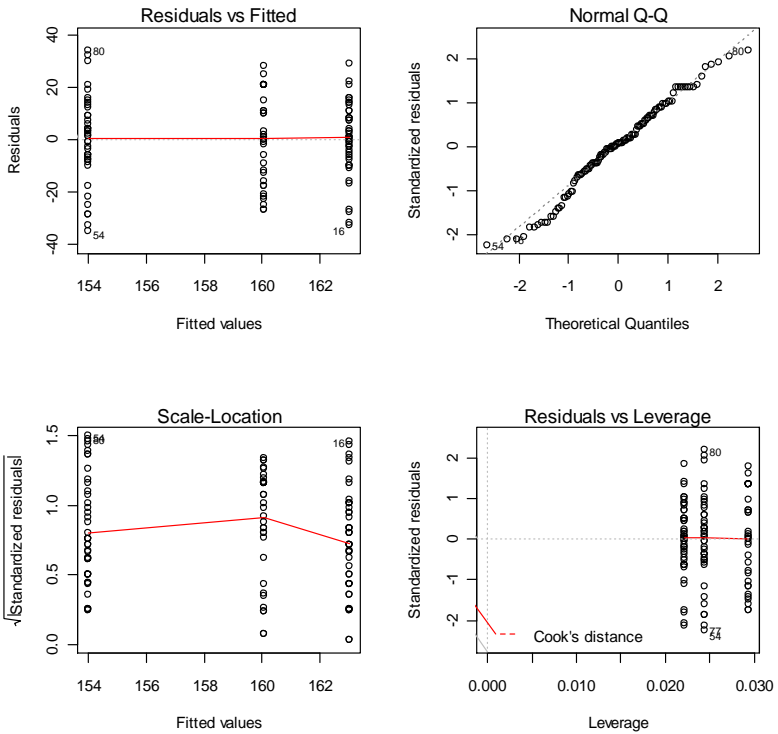 Residuals vs Fitted
Residuals
40
20
0
-20
-40
80
54
16
154 156 158 160 162
Fitted values
Normal Q-Q
Standardized residuals
2
1
0
-1
-2
80
54
-2 -1 0 1 2
Theoretical Quantiles
Scale-Location
√|Standardized residuals|
1.5
1.0
0.5
0.0
54
16
154 156 158 160 162
Fitted values
Residuals vs Leverage
Standardized residuals
2
1
0
-1
-2
80
77
54
Cook's distance
0.000 0.010 0.020 0.030
Leverage